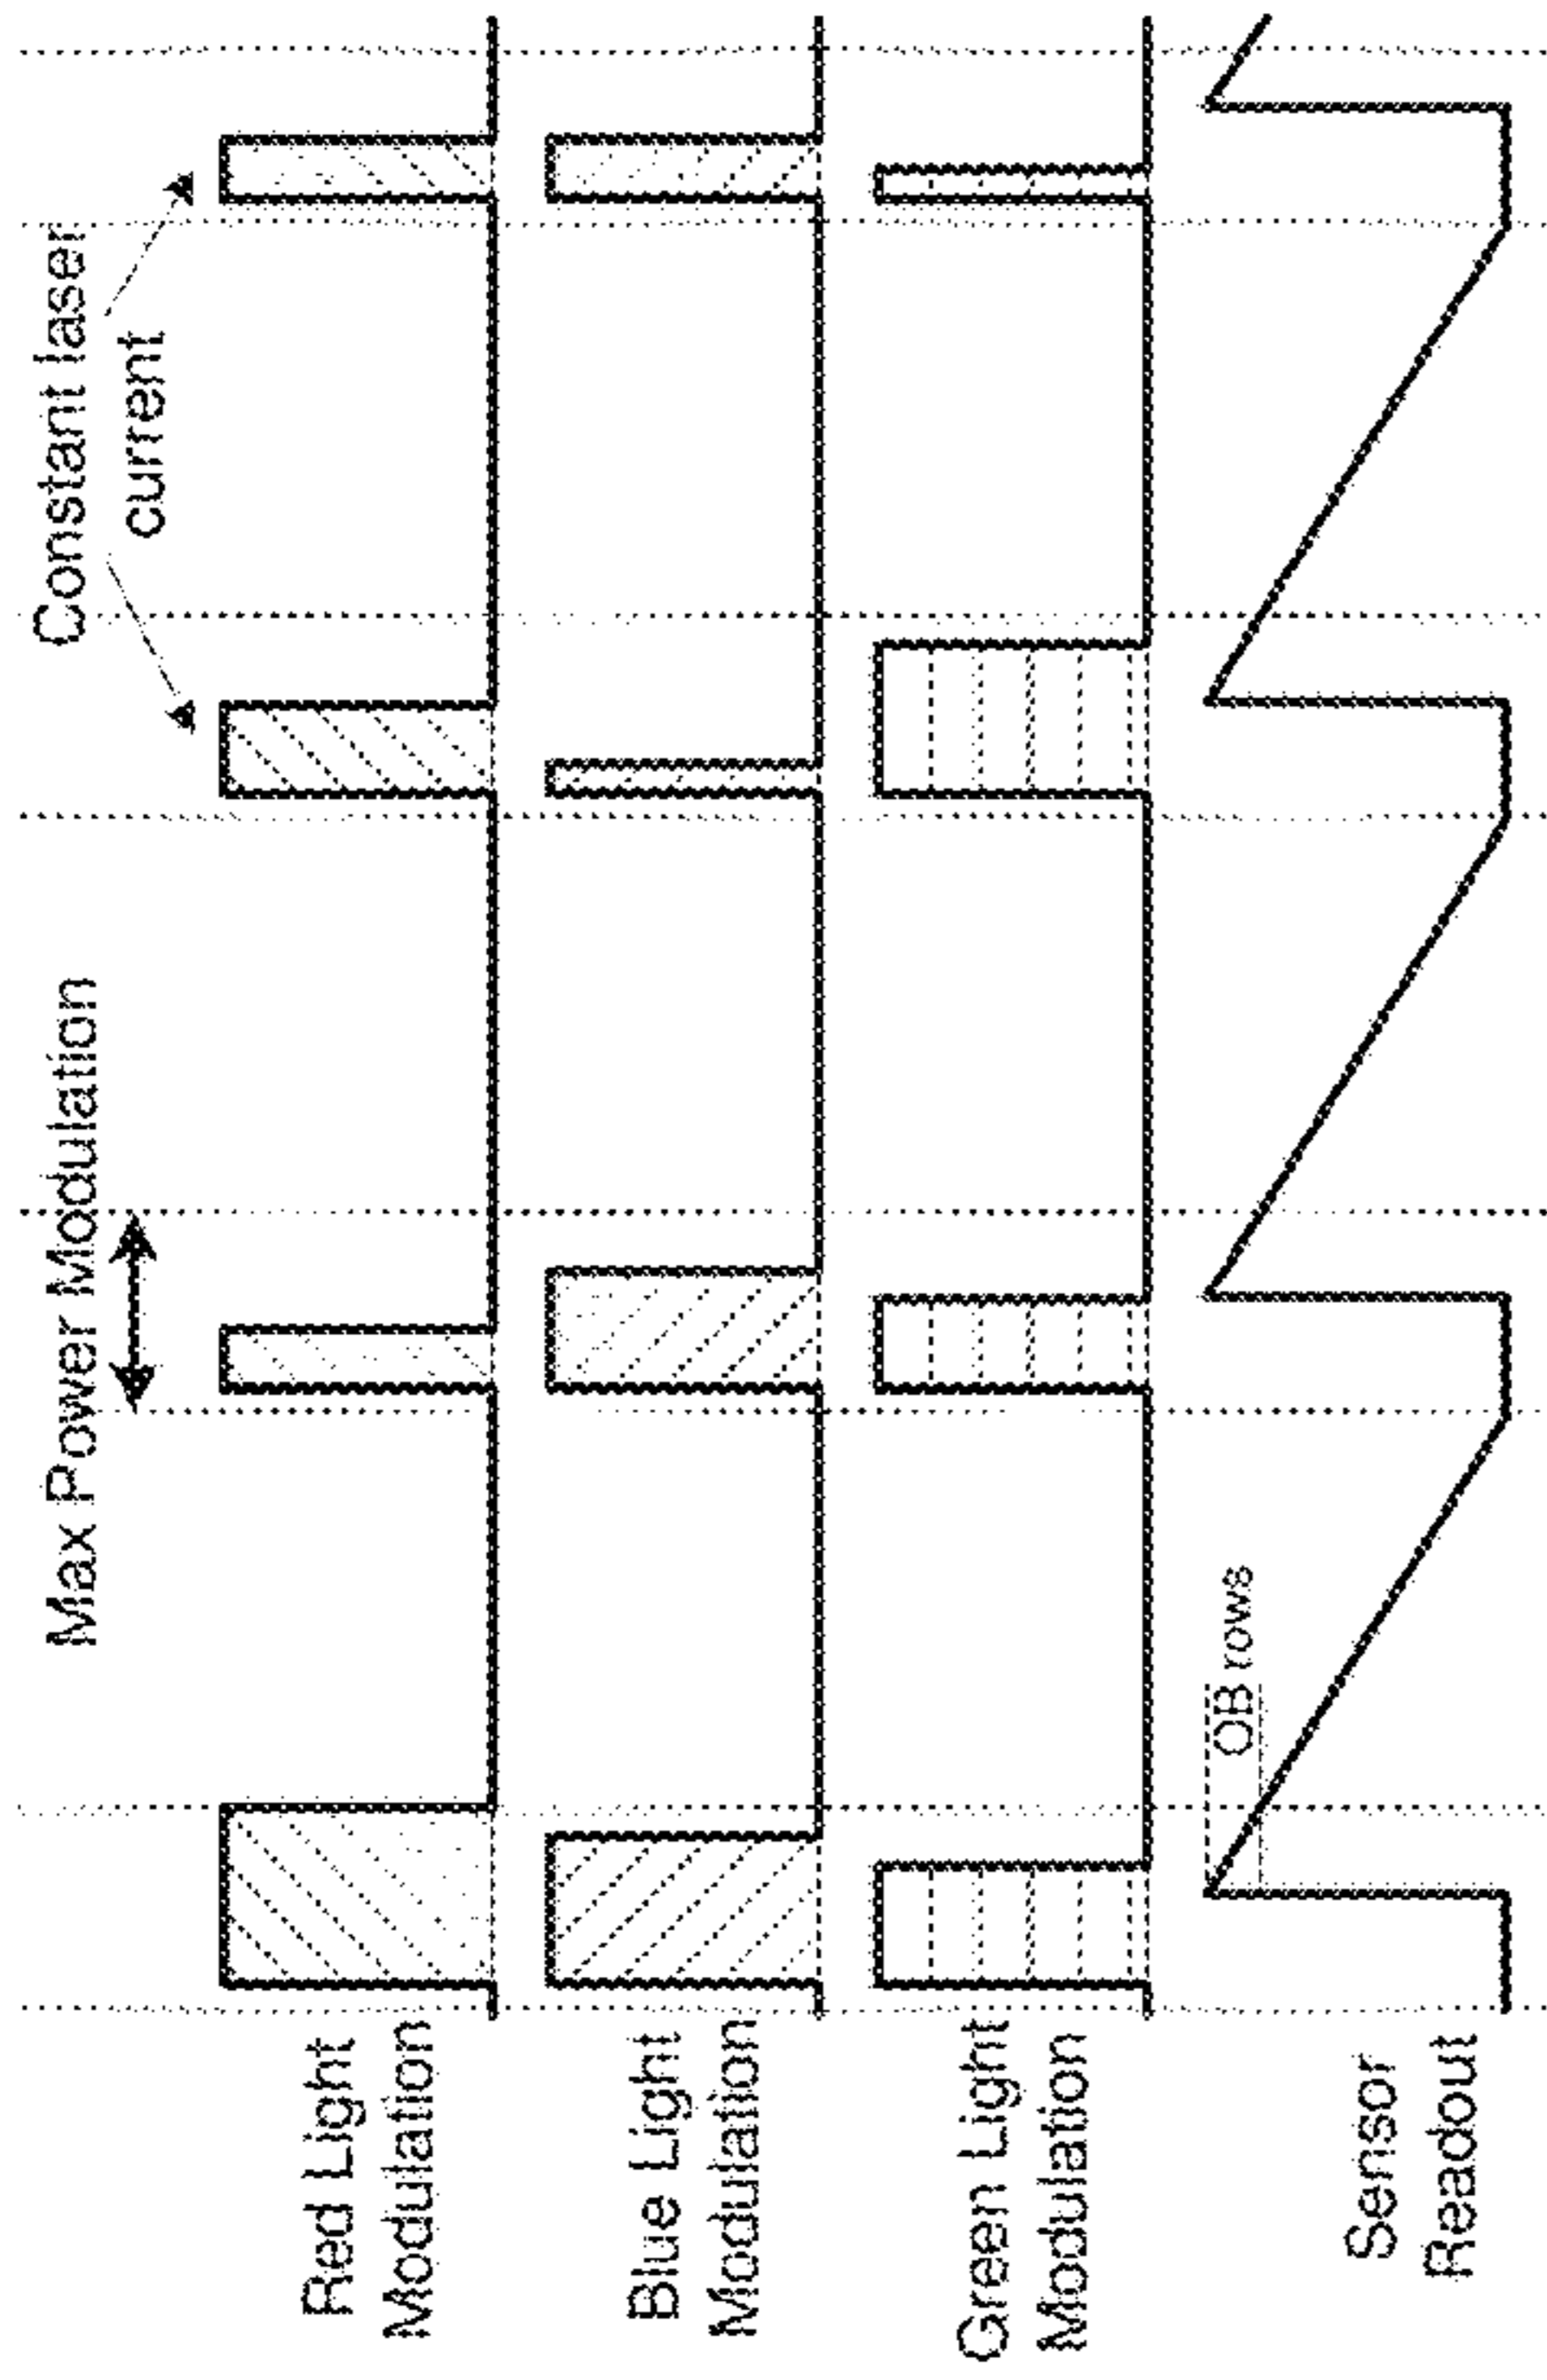 Max Power Modulation
Constant laser
current
Red Light
Modulation
Blue Light
Modulation
Green Light
Modulation
OB rows
Sensor
Readout